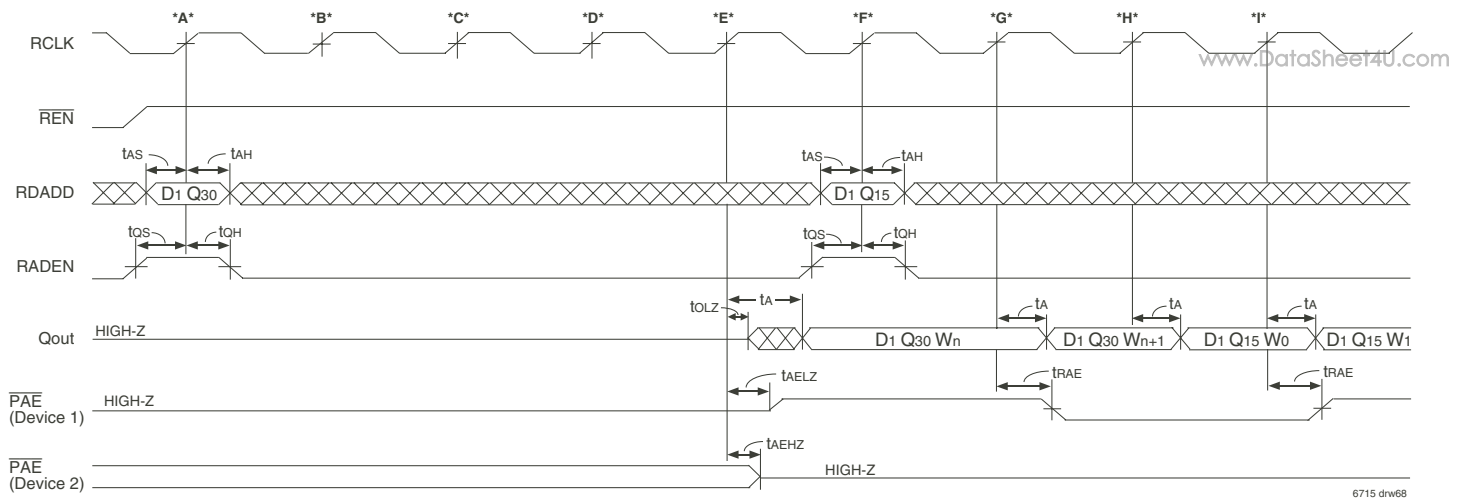 *A* *B* *C* *D* *E* *F* *G* *H* *I*
RCLK
www.DataSheet4U.com
REN
tAS tAH tAS tAH
RDADD D1 Q30 D1 Q15
tQS tQH tQS tQH
RADEN
tOLZ tA tA tA tA
Qout HIGH-Z D1 Q30 Wn D1 Q30 Wn+1 D1 Q15 W0 D1 Q15 W1
tAELZ tRAE tRAE
PAE HIGH-Z
(Device 1)
tAEHZ
PAE HIGH-Z
(Device 2)
6715 drw68